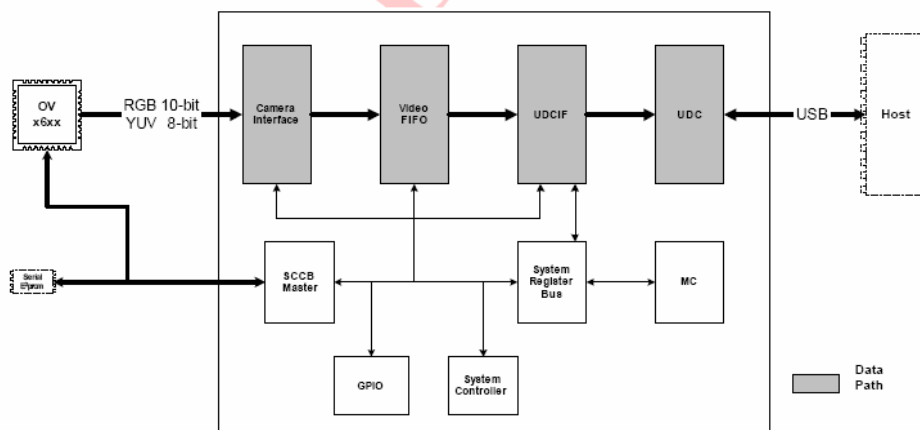 OV
x6xx
RGB 10-bit
YUV 8-bit
Camera
Interface
Video
FIFO
UDCIF
UDC
USB
Host
Serial
E²prom
SCCB
Master
System
Register
Bus
MC
GPIO
System
Controller
Data
Path